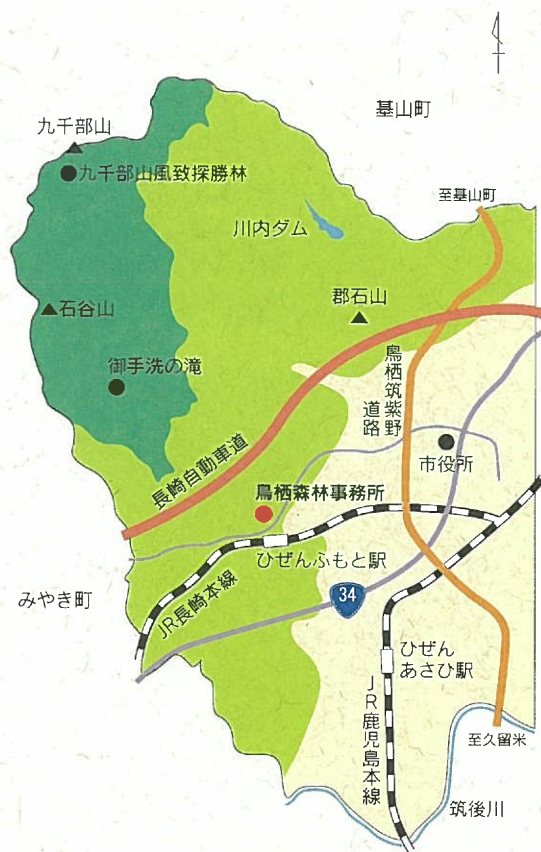 基山町
九千部山
九千部山風致探勝林
至基山町
川内ダム
郡石山
石谷山
鳥栖筑紫野
道路
御手洗の滝
長崎自動車道
市役所
鳥栖森林事務所
ひぜんふもと駅
みやき町
JR長崎本線
34
ひぜん
あさひ駅
JR鹿児島本線
至久留米
筑後川